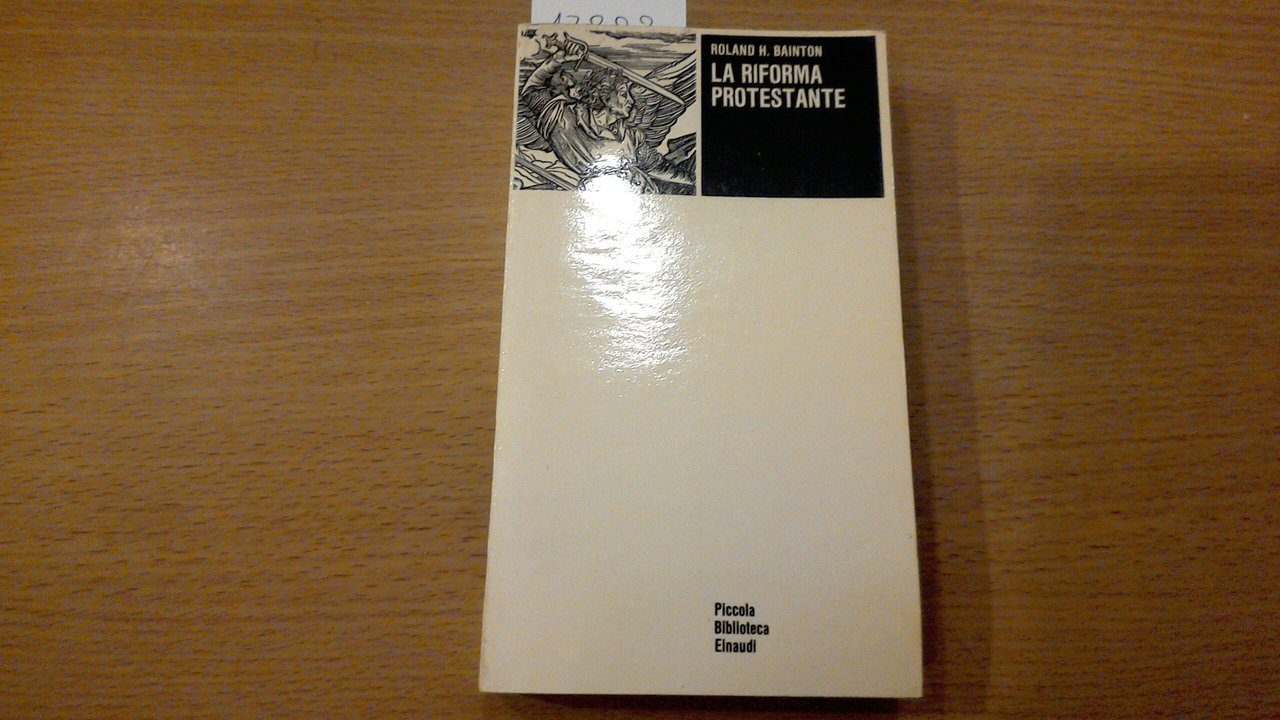 ROLAND H. BAINTON
LA RIFORMA
PROTESTANTE
Piccola
Biblioteca
Einaudi